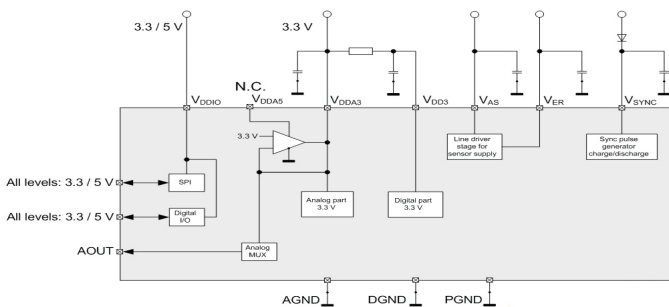 3.3 / 5 V
3.3 V
N.C.
VDDIO
VDDA5
VDDA3
VDD3
VAS
VER
VSYNC
3.3 V
Line driver
stage for
sensor supply
Sync pulse
generator
charge/discharge
All levels: 3.3 / 5 V
SPI
Analog part
3.3 V
Digital part
3.3 V
All levels: 3.3 / 5 V
Digital
I/O
AOUT
Analog
MUX
AGND
DGND
PGND